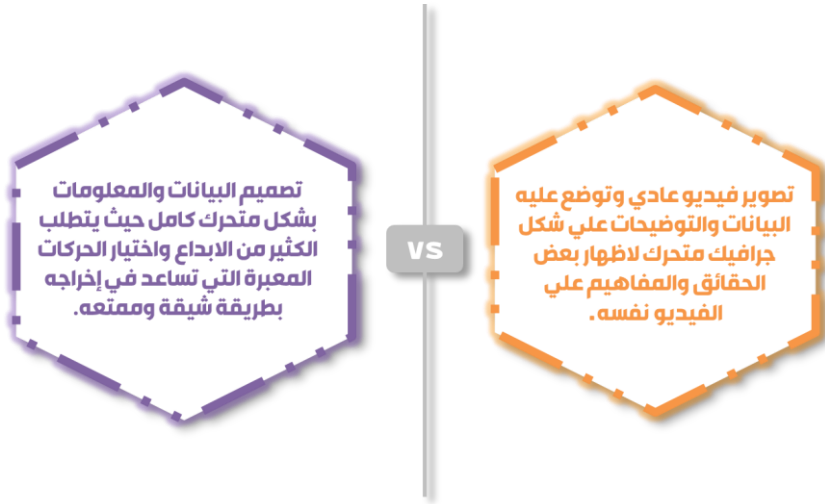 تصوير فيديو عادي وتوضع عليه
البيانات والتوضيحات علي شكل
جرافيك متحرك لاظهار بعض
الحقائق والمفاهيم علي
الفيديو نفسه.
vs
تصميم البيانات والمعلومات
بشكل متحرك كامل حيث يتطلب
الكثير من الابداع واختيار الحركات
المعبرة التي تساعد في إخراجه
بطريقة شيقة وممتعه.